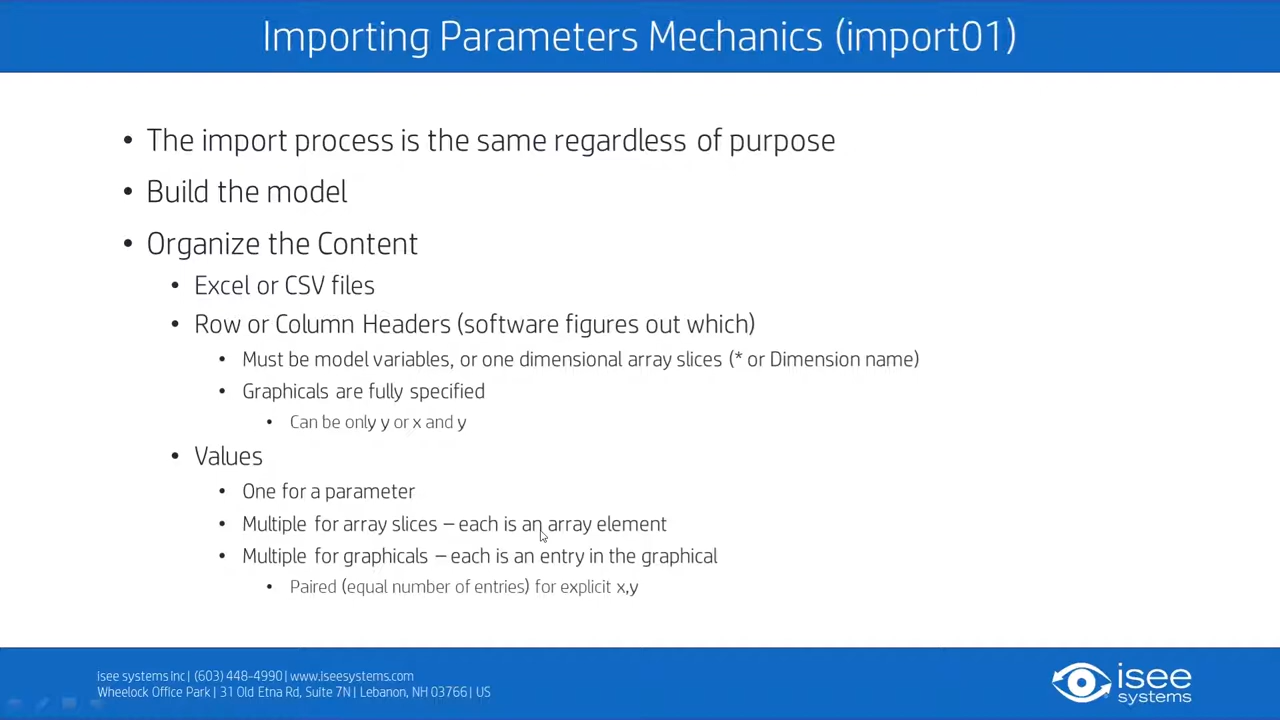 Importing Parameters Mechanics (import01)
• The import process is the same regardless of purpose
• Build the model
• Organize the Content
• Excel or CSV files
• Row or Column Headers (software figures out which)
• Must be model variables, or one dimensional array slices (* or Dimension name)
• Graphicals are fully specified
• Can be only y or x and y
• Values
• One for a parameter
• Multiple for array slices – each is an array element
• Multiple for graphicals – each is an entry in the graphical
• Paired (equal number of entries) for explicit x,y
isee systems inc | (603) 448-4990 | www.iseesystems.com
Wheelock Office Park | 31 Old Etna Rd, Suite 7N | Lebanon, NH 03766 | US
isee
systems